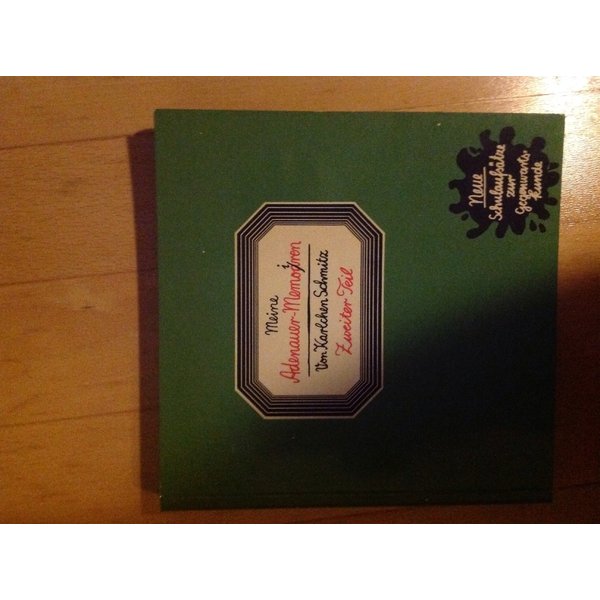 Neue
Schulaufsätze
zur
Gegenwarts-
kunde
Meine
Adenauer-Memoiren
Von Karlchen Schmitz
Zweiter Teil